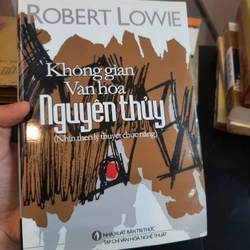 ROBERT LOWIE
Không gian
Văn hóa
Nguyên thủy
(Nhìn theo lý thuyết chức năng)
NHÀ XUẤT BẢN TRI THỨC
TẠP CHÍ VĂN HÓA NGHỆ THUẬT